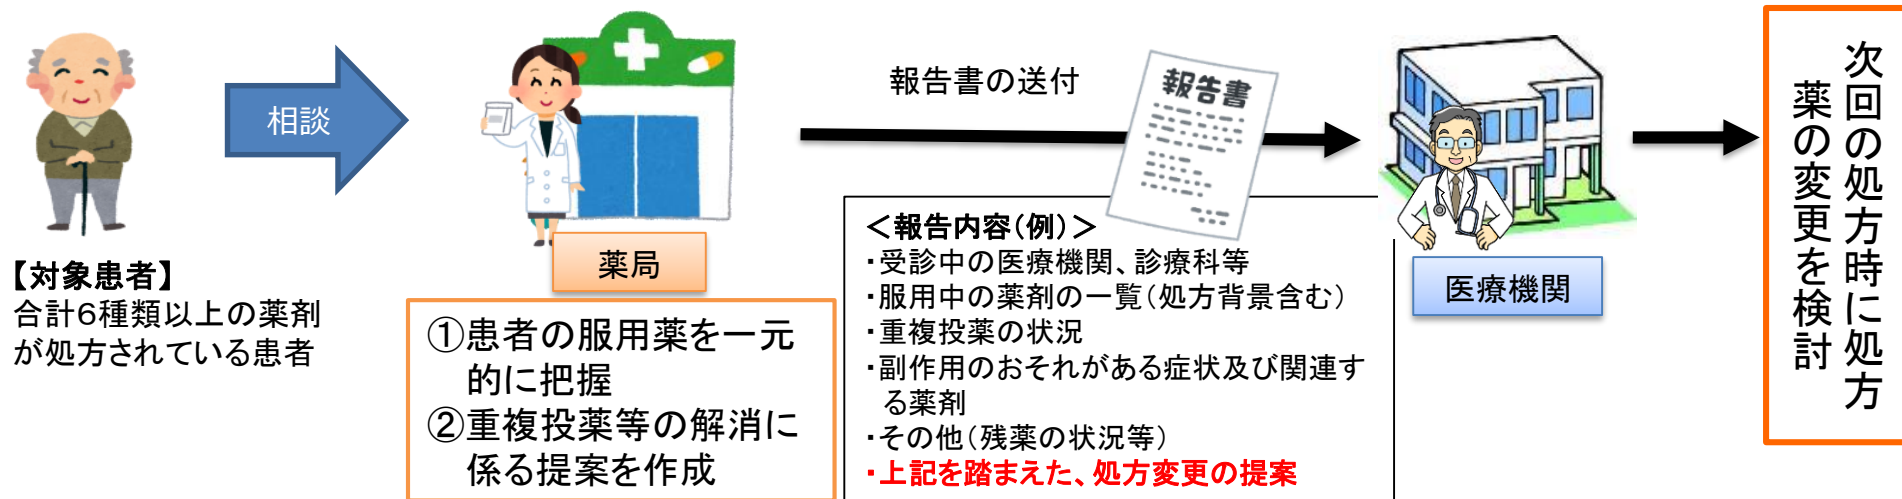 【対象患者】
合計６種類以上の薬剤
が処方されている患者
相談
薬局
①患者の服用薬を一元
的に把握
②重複投薬等の解消に
係る提案を作成
報告書の送付
報告書
＜報告内容（例）＞
・受診中の医療機関、診療科等
・服用中の薬剤の一覧（処方背景含む）
・重複投薬の状況
・副作用のおそれがある症状及び関連す
る薬剤
・その他（残薬の状況等）
・上記を踏まえた、処方変更の提案
医療機関
次回の処方時に処方
薬の変更を検討